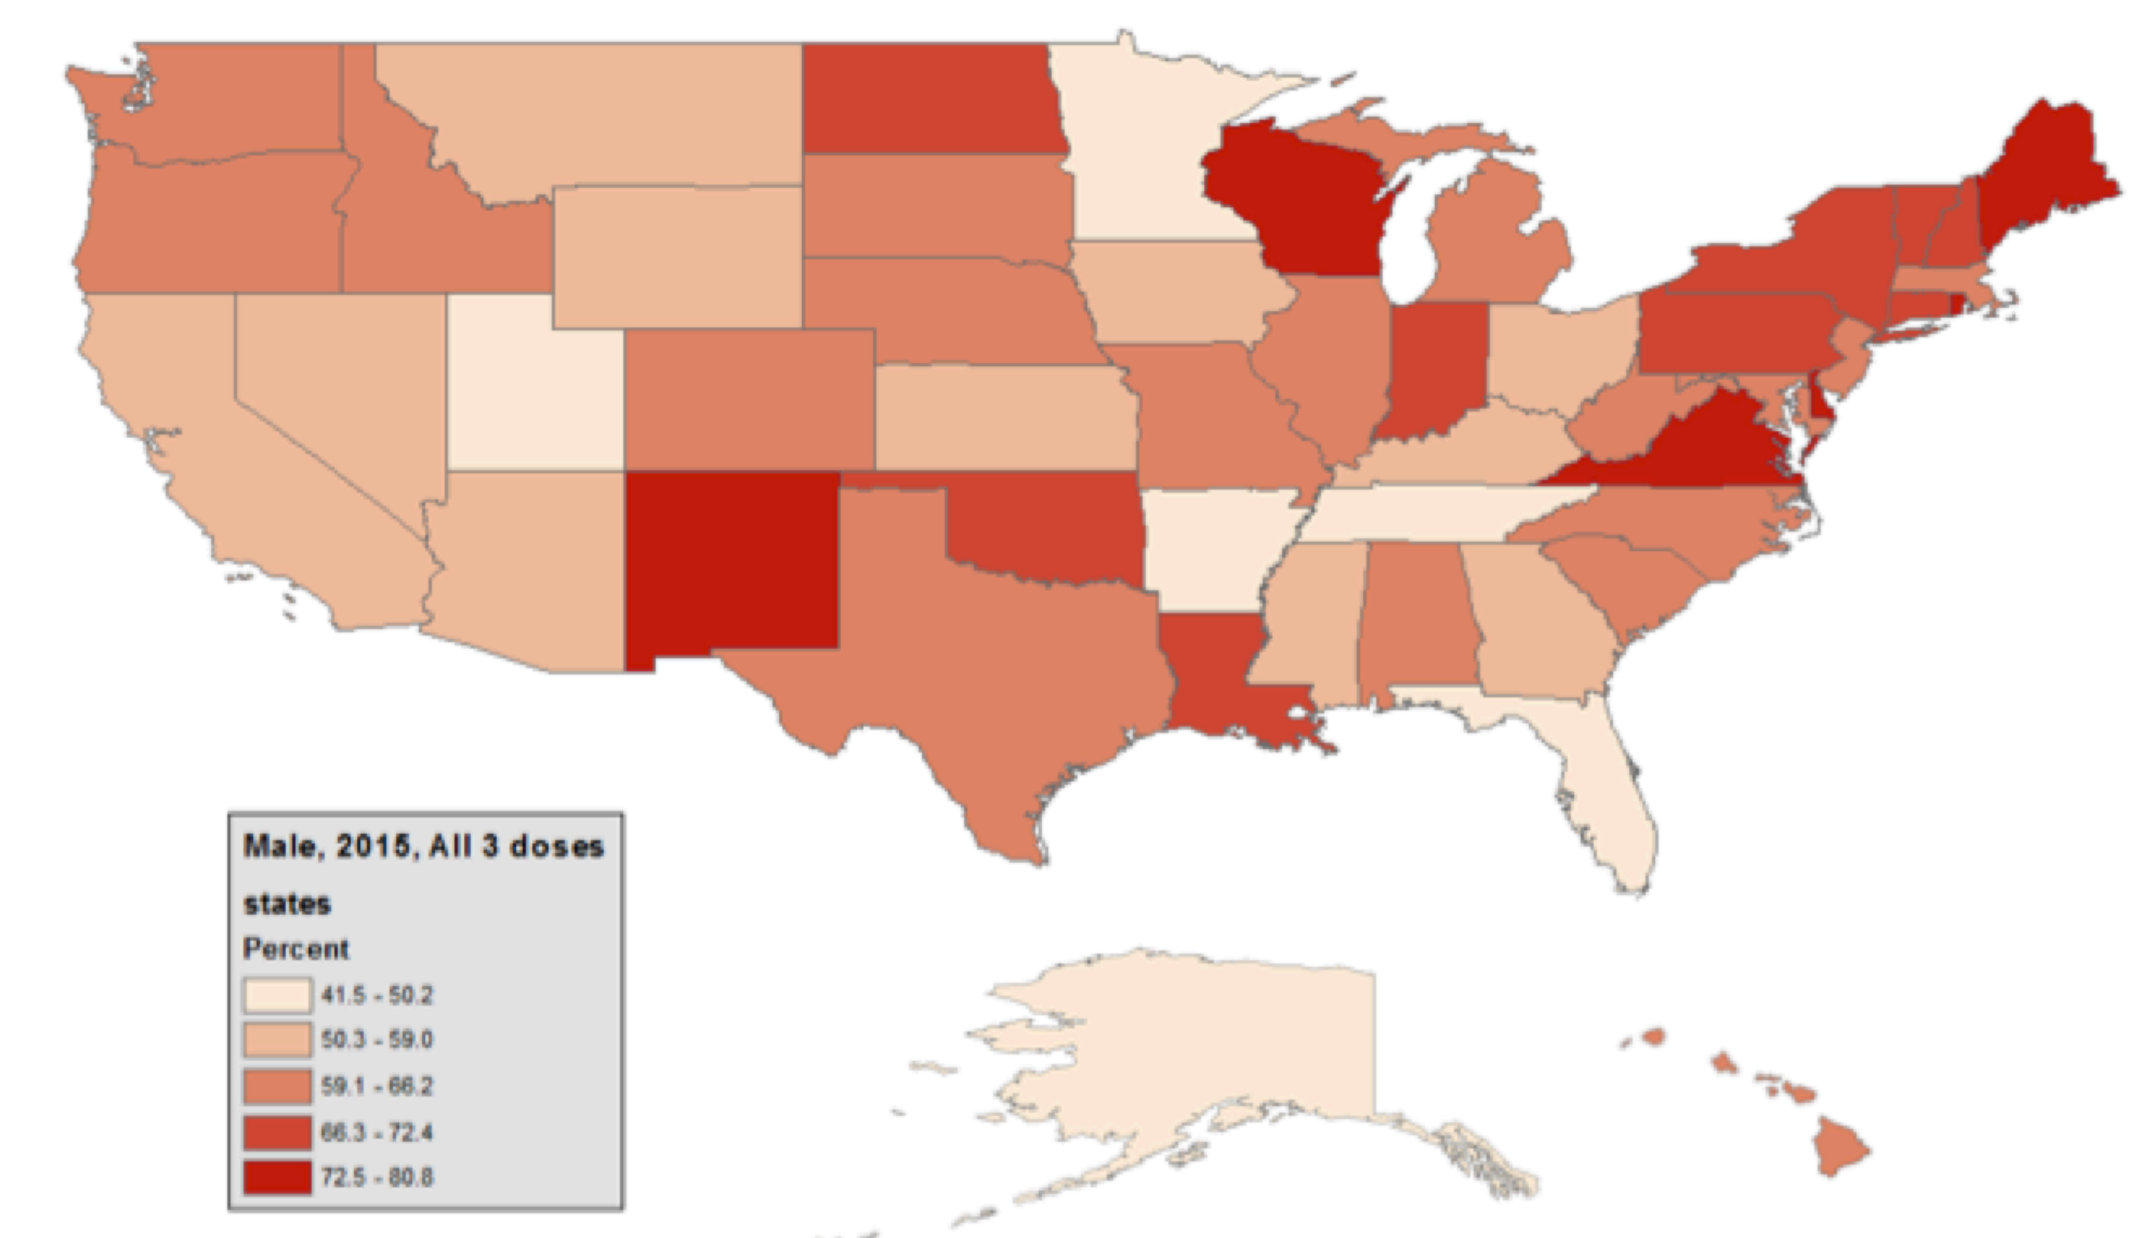 Male, 2015, All 3 doses
states
Percent
41.5 - 50.2
50.3 - 59.0
59.1 - 66.2
66.3 - 72.4
72.5 - 80.8